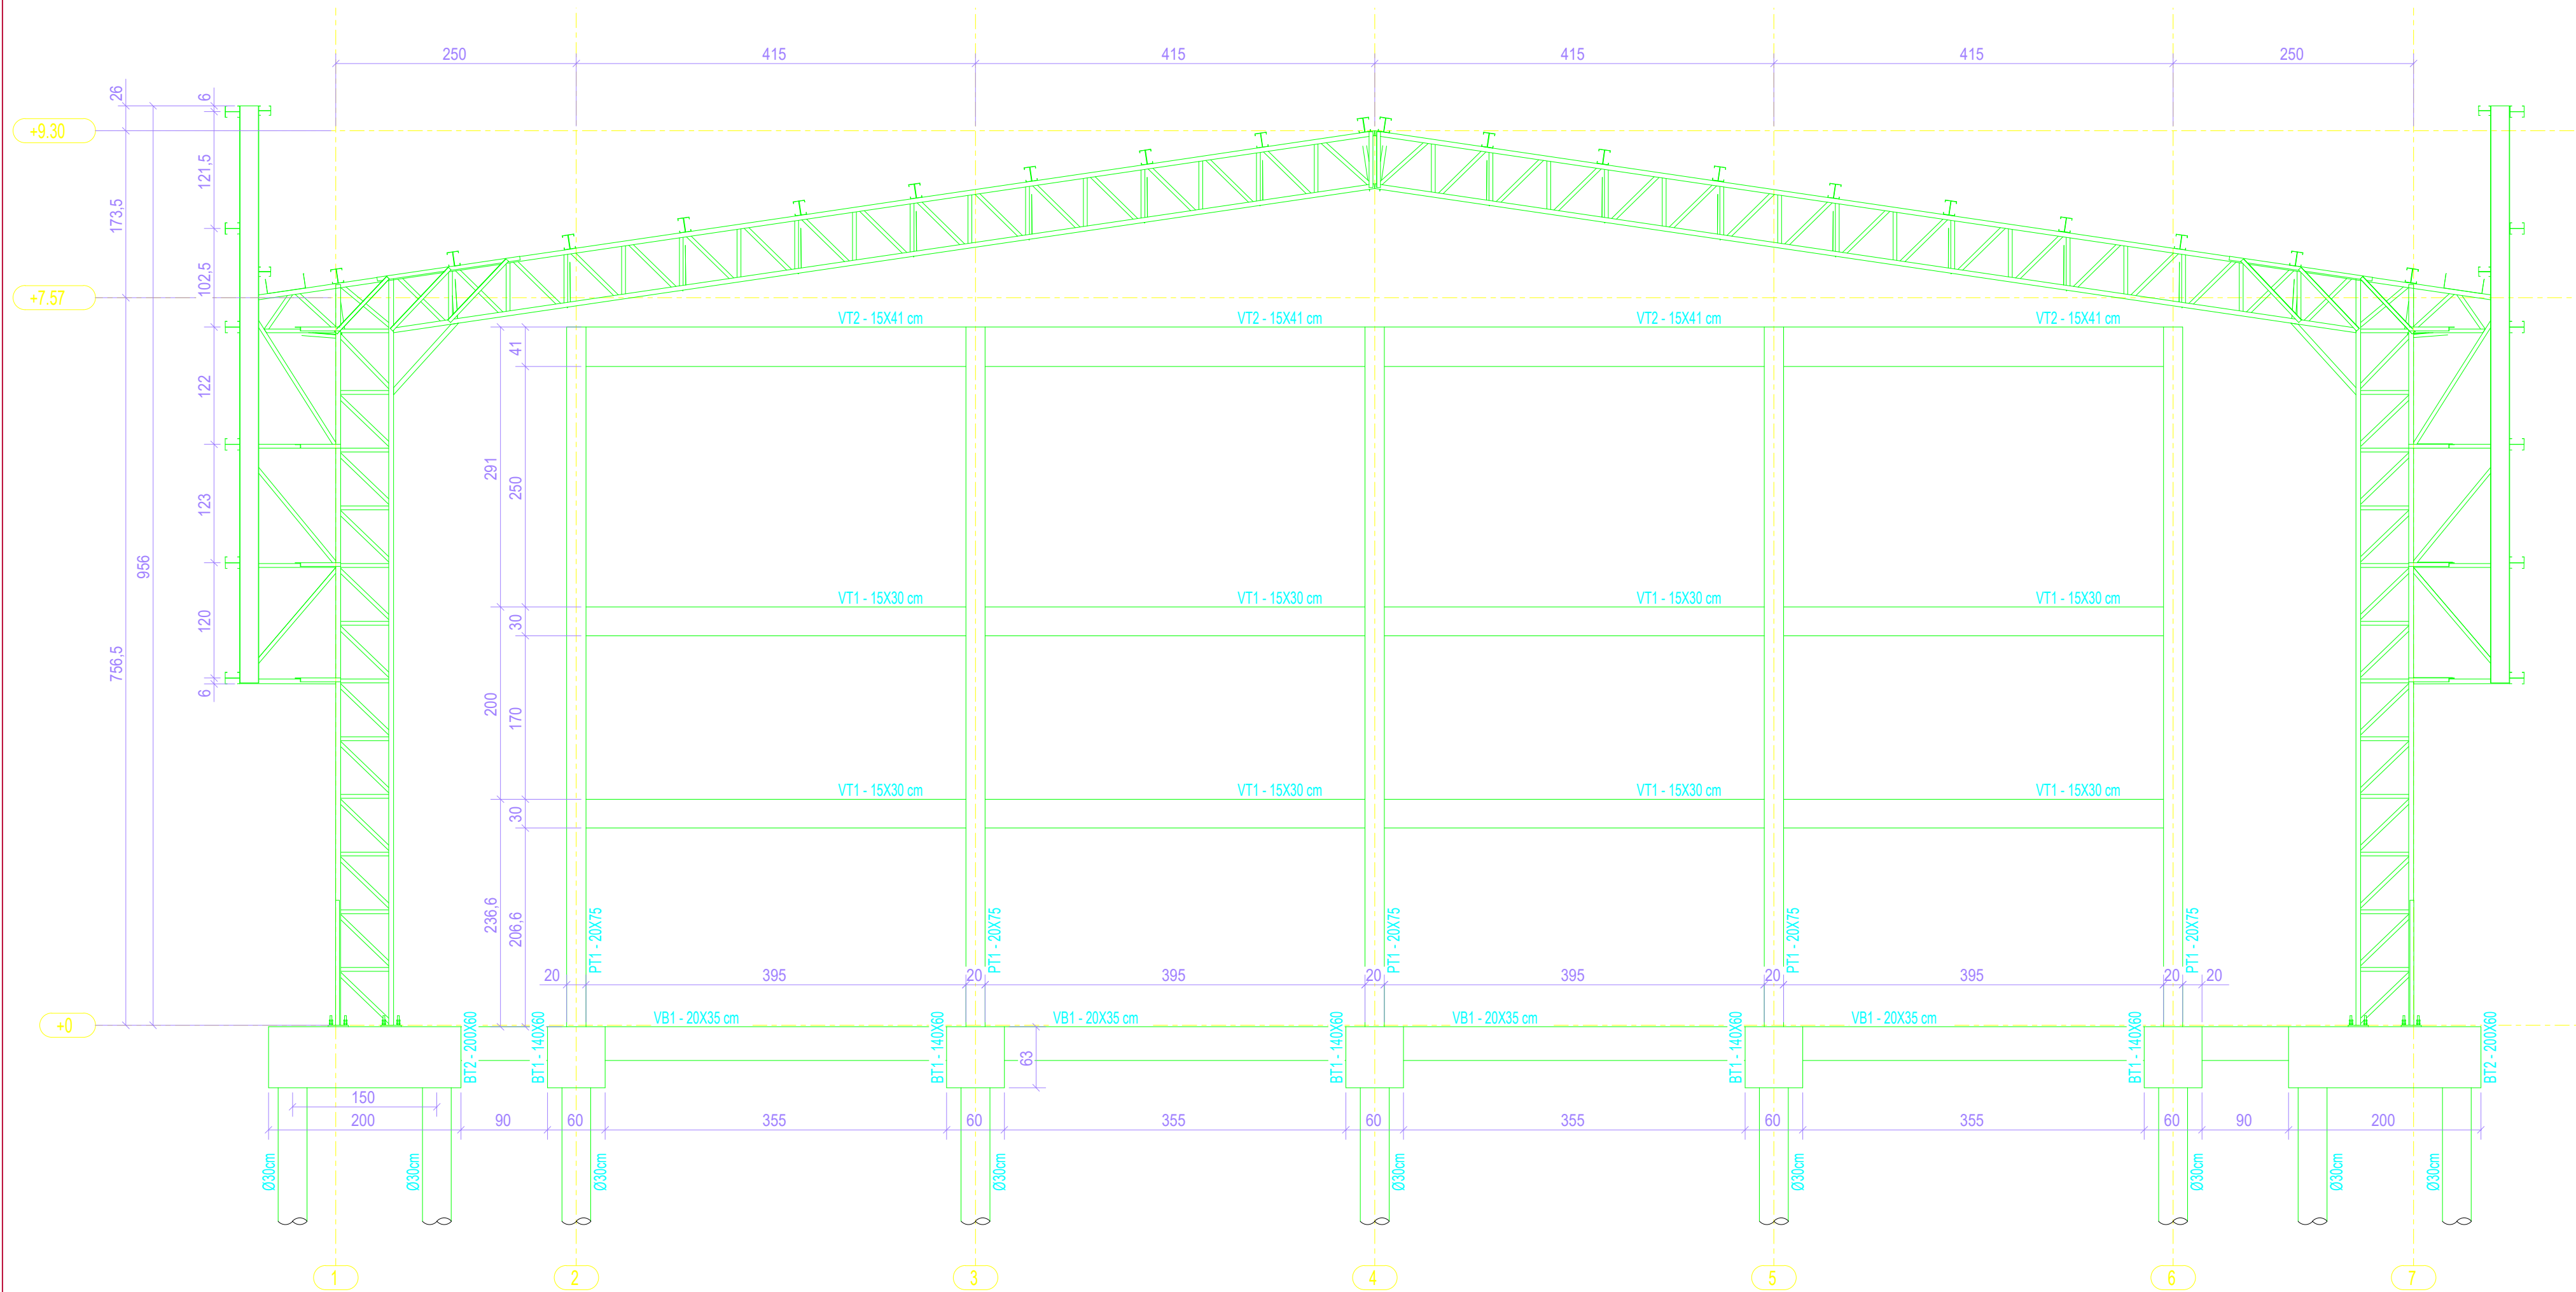 250 415 415 415 415 250
26
6
+9.30
121,5
173,5
102,5
+7.57
VT2 - 15X41 cm VT2 - 15X41 cm VT2 - 15X41 cm VT2 - 15X41 cm
41
122
291
250
123
956
VT1 - 15X30 cm VT1 - 15X30 cm VT1 - 15X30 cm VT1 - 15X30 cm
30
120
756,5
6
200
170
VT1 - 15X30 cm VT1 - 15X30 cm VT1 - 15X30 cm VT1 - 15X30 cm
30
236,6
206,6
PT1 - 20X75 PT1 - 20X75 PT1 - 20X75 PT1 - 20X75 PT1 - 20X75
20 395 20 395 20 395 20 395 20 20
+0
VB1 - 20X35 cm VB1 - 20X35 cm VB1 - 20X35 cm VB1 - 20X35 cm
BT2 - 200X60 BT1 - 140X60 BT1 - 140X60 BT1 - 140X60 BT1 - 140X60 BT1 - 140X60 BT2 - 200X60
63
150
200 90 60 355 60 355 60 355 60 355 60 90 200
Ø30cm Ø30cm Ø30cm Ø30cm Ø30cm Ø30cm Ø30cm Ø30cm Ø30cm
1 2 3 4 5 6 7